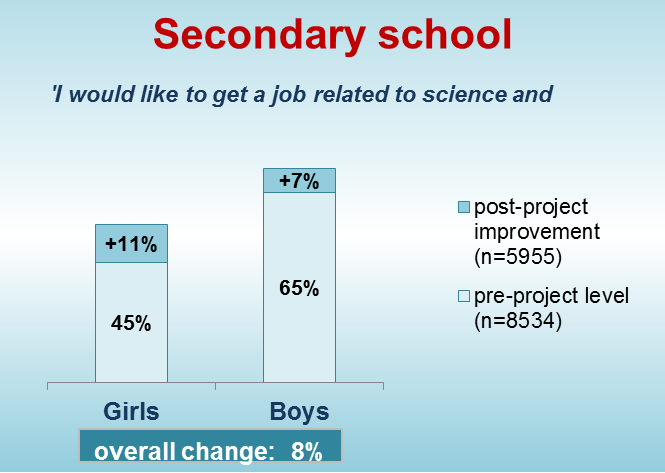 Secondary school
'I would like to get a job related to science and
+7%
+11%
65%
45%
post-project
improvement
(n=5955)
pre-project level
(n=8534)
Girls
Boys
overall change: 8%